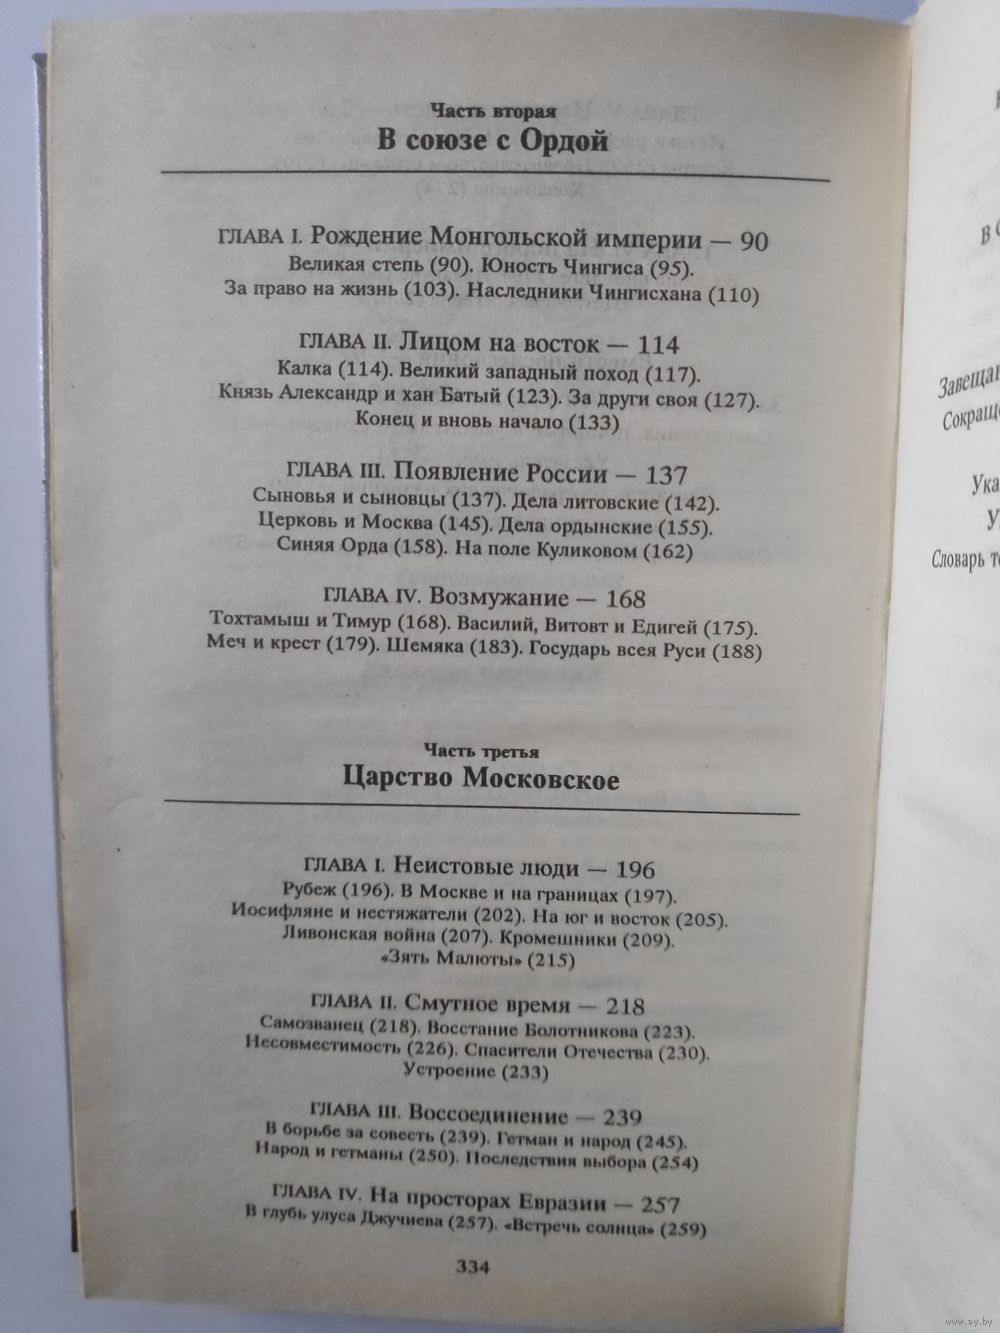 Часть вторая
В союзе с Ордой
ГЛАВА I. Рождение Монгольской империи — 90
Великая степь (90). Юность Чингиса (95).
За право на жизнь (103). Наследники Чингисхана (110)
ГЛАВА II. Лицом на восток — 114
Калка (114). Великий западный поход (117).
Князь Александр и хан Батый (123). За други своя (127).
Конец и вновь начало (133)
ГЛАВА III. Появление России — 137
Сыновья и сыновцы (137). Дела литовские (142).
Церковь и Москва (145). Дела ордынские (155).
Синяя Орда (158). На поле Куликовом (162)
ГЛАВА IV. Возмужание — 168
Тохтамыш и Тимур (168). Василий, Витовт и Едигей (175).
Меч и крест (179). Шемяка (183). Государь всея Руси (188)
Часть третья
Царство Московское
ГЛАВА I. Неистовые люди — 196
Рубеж (196). В Москве и на границах (197).
Иосифляне и нестяжатели (202). На юг и восток (205).
Ливонская война (207). Кромешники (209).
«Зять Малюты» (215)
ГЛАВА II. Смутное время — 218
Самозванец (218). Восстание Болотникова (223).
Несовместимость (226). Спасители Отечества (230).
Устроение (233)
ГЛАВА III. Воссоединение — 239
В борьбе за совесть (239). Гетман и народ (245).
Народ и гетманы (250). Последствия выбора (254)
ГЛАВА IV. На просторах Евразии — 257
В глубь улуса Джучиева (257). «Встречь солнца» (259)
334
В С
Завещан
Сокраще
Ука
У
Словарь т
www.ay.by